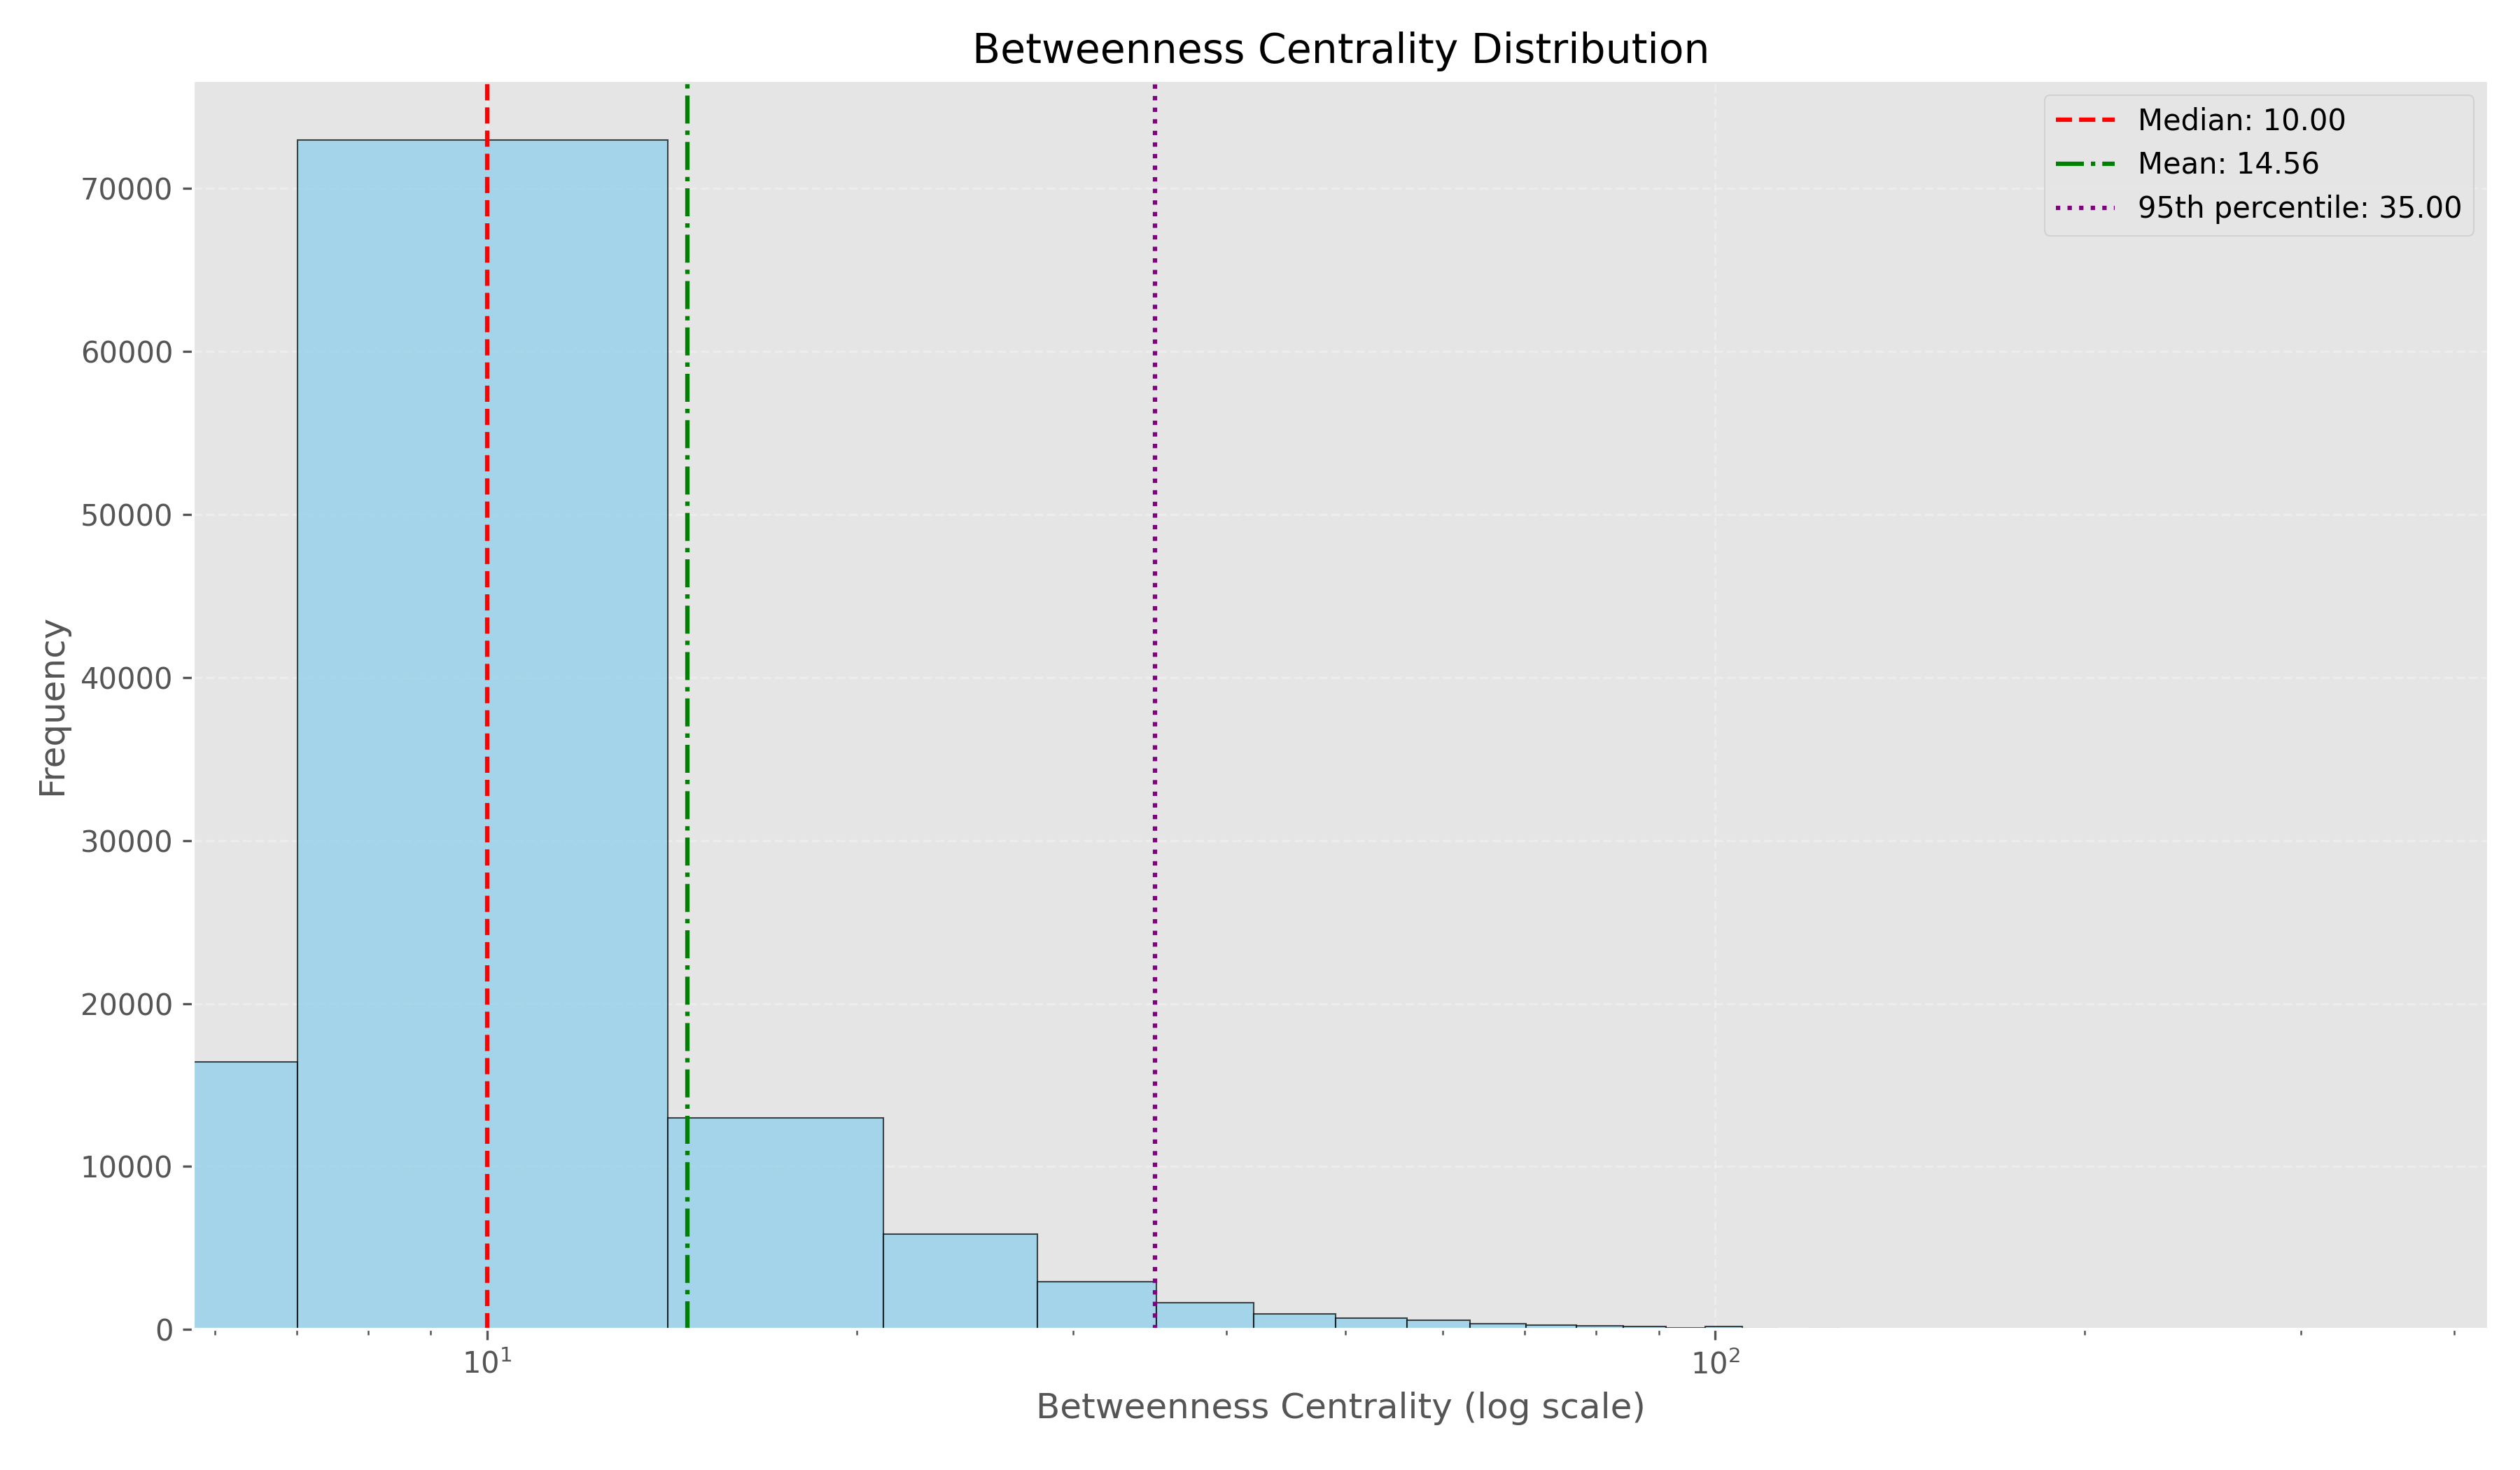 Betweenness Centrality Distribution
Median: 10.00
Mean: 14.56
95th percentile: 35.00
Frequency
70000
60000
50000
40000
30000
20000
10000
0
10¹
10²
Betweenness Centrality (log scale)